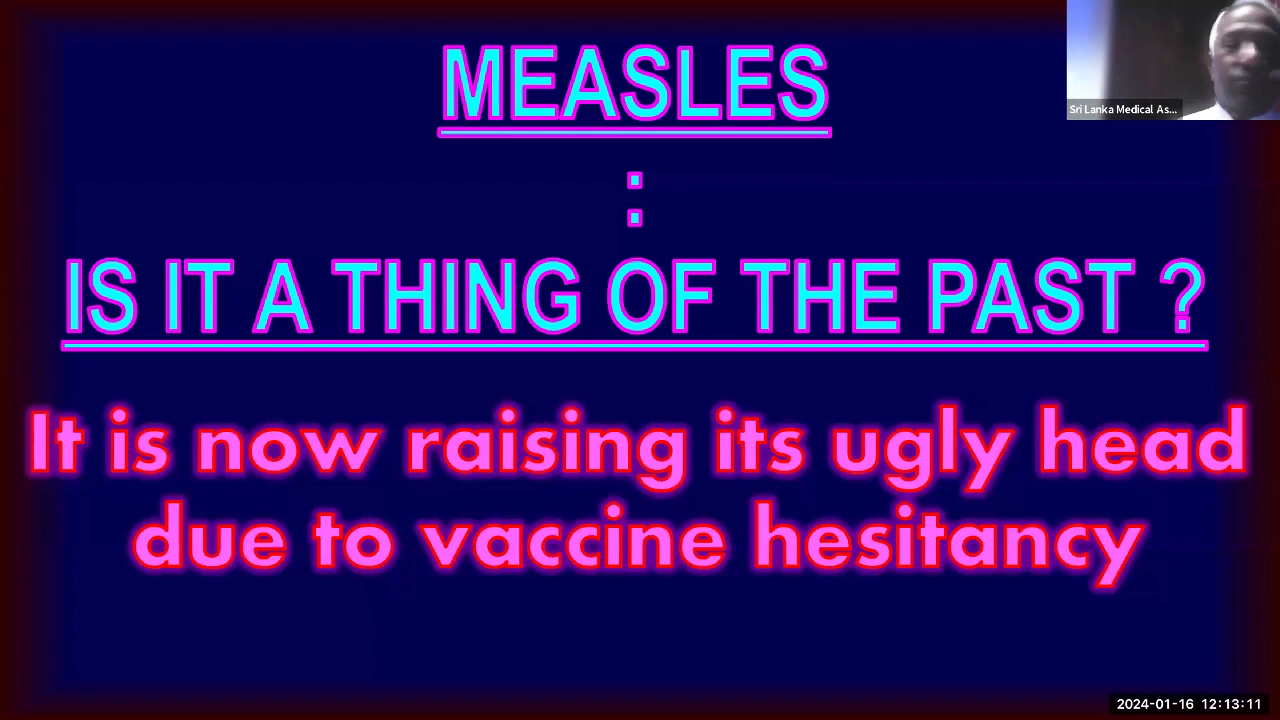 MEASLES
:
IS IT A THING OF THE PAST ?
It is now raising its ugly head
due to vaccine hesitancy
Sri Lanka Medical As...
2024-01-16 12:13:11